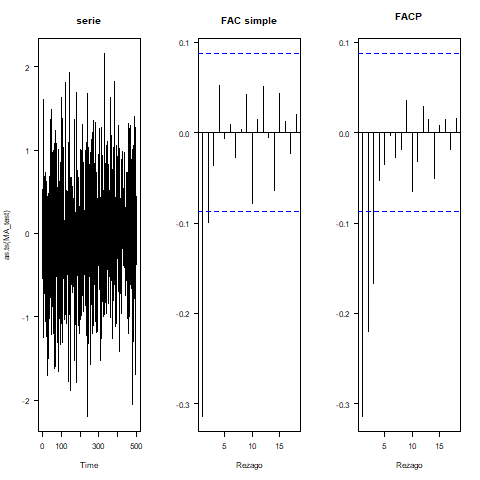 serie
FAC simple
FACP
as.ts(MA_test)
2
1
0
-1
-2
0 100 300 500
Time
0.1
0.0
-0.1
-0.2
-0.3
5 10 15
Rezago
0.1
0.0
-0.1
-0.2
-0.3
5 10 15
Rezago